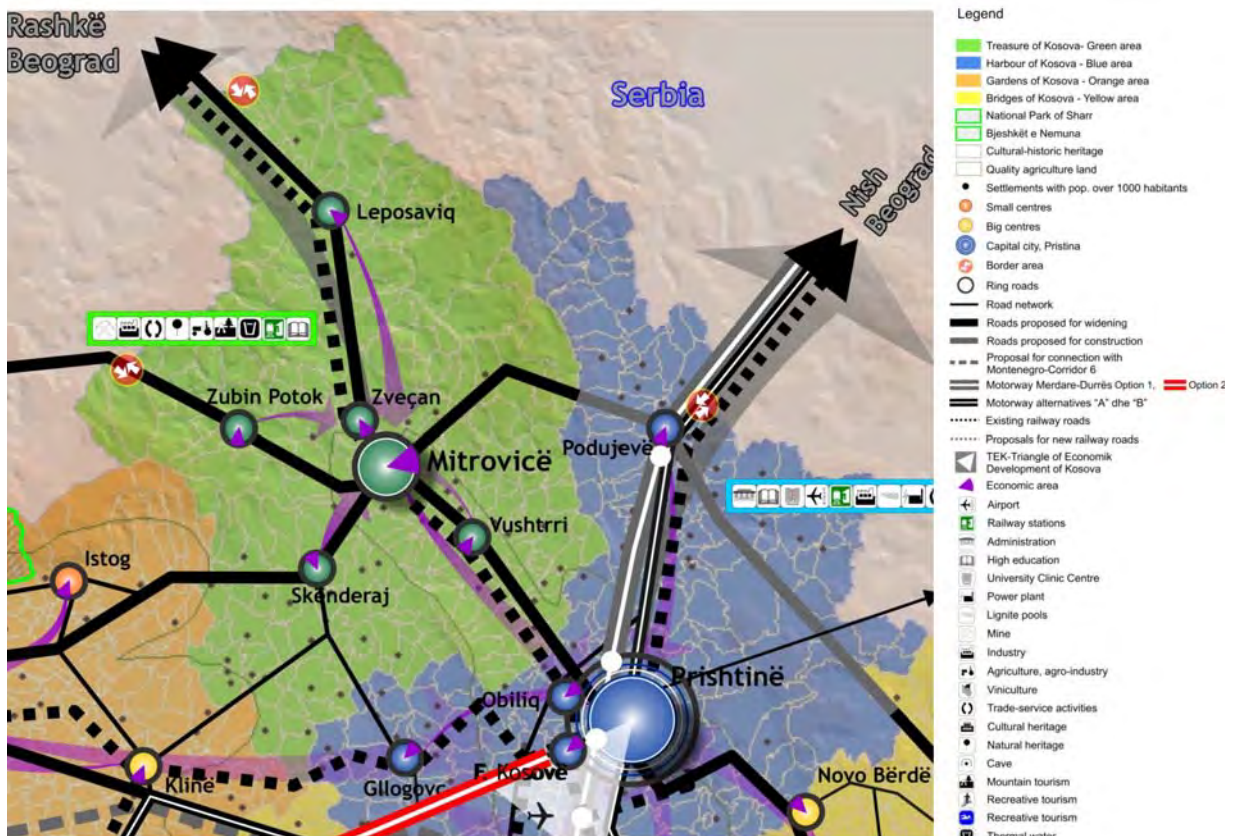 Rashkë
Beograd
Serbia
Nish
Beograd
Leposaviq
Zubin Potok
Zveçan
Mitrovicë
Podujevë
Vushtrri
Istog
Skënderaj
Prishtinë
Obiliq
F. Kosovë
Klinë
Gllogovc
Novo Bërdë
Legend
Treasure of Kosova- Green area
Harbour of Kosova - Blue area
Gardens of Kosova - Orange area
Bridges of Kosova - Yellow area
National Park of Sharr
Bjeshkët e Nemuna
Cultural-historic heritage
Quality agriculture land
Settlements with pop. over 1000 habitants
Small centres
Big centres
Capital city, Pristina
Border area
Ring roads
Road network
Roads proposed for widening
Roads proposed for construction
Proposal for connection with
Montenegro-Corridor 6
Motorway Merdare-Durrës Option 1, Option 2
Motorway alternatives “A” dhe “B”
Existing railway roads
Proposals for new railway roads
TEK-Triangle of Economik
Development of Kosova
Economic area
Airport
Railway stations
Administration
High education
University Clinic Centre
Power plant
Lignite pools
Mine
Industry
Agriculture, agro-industry
Viniculture
Trade-service activities
Cultural heritage
Natural heritage
Cave
Mountain tourism
Recreative tourism
Recreative tourism
Thermal water